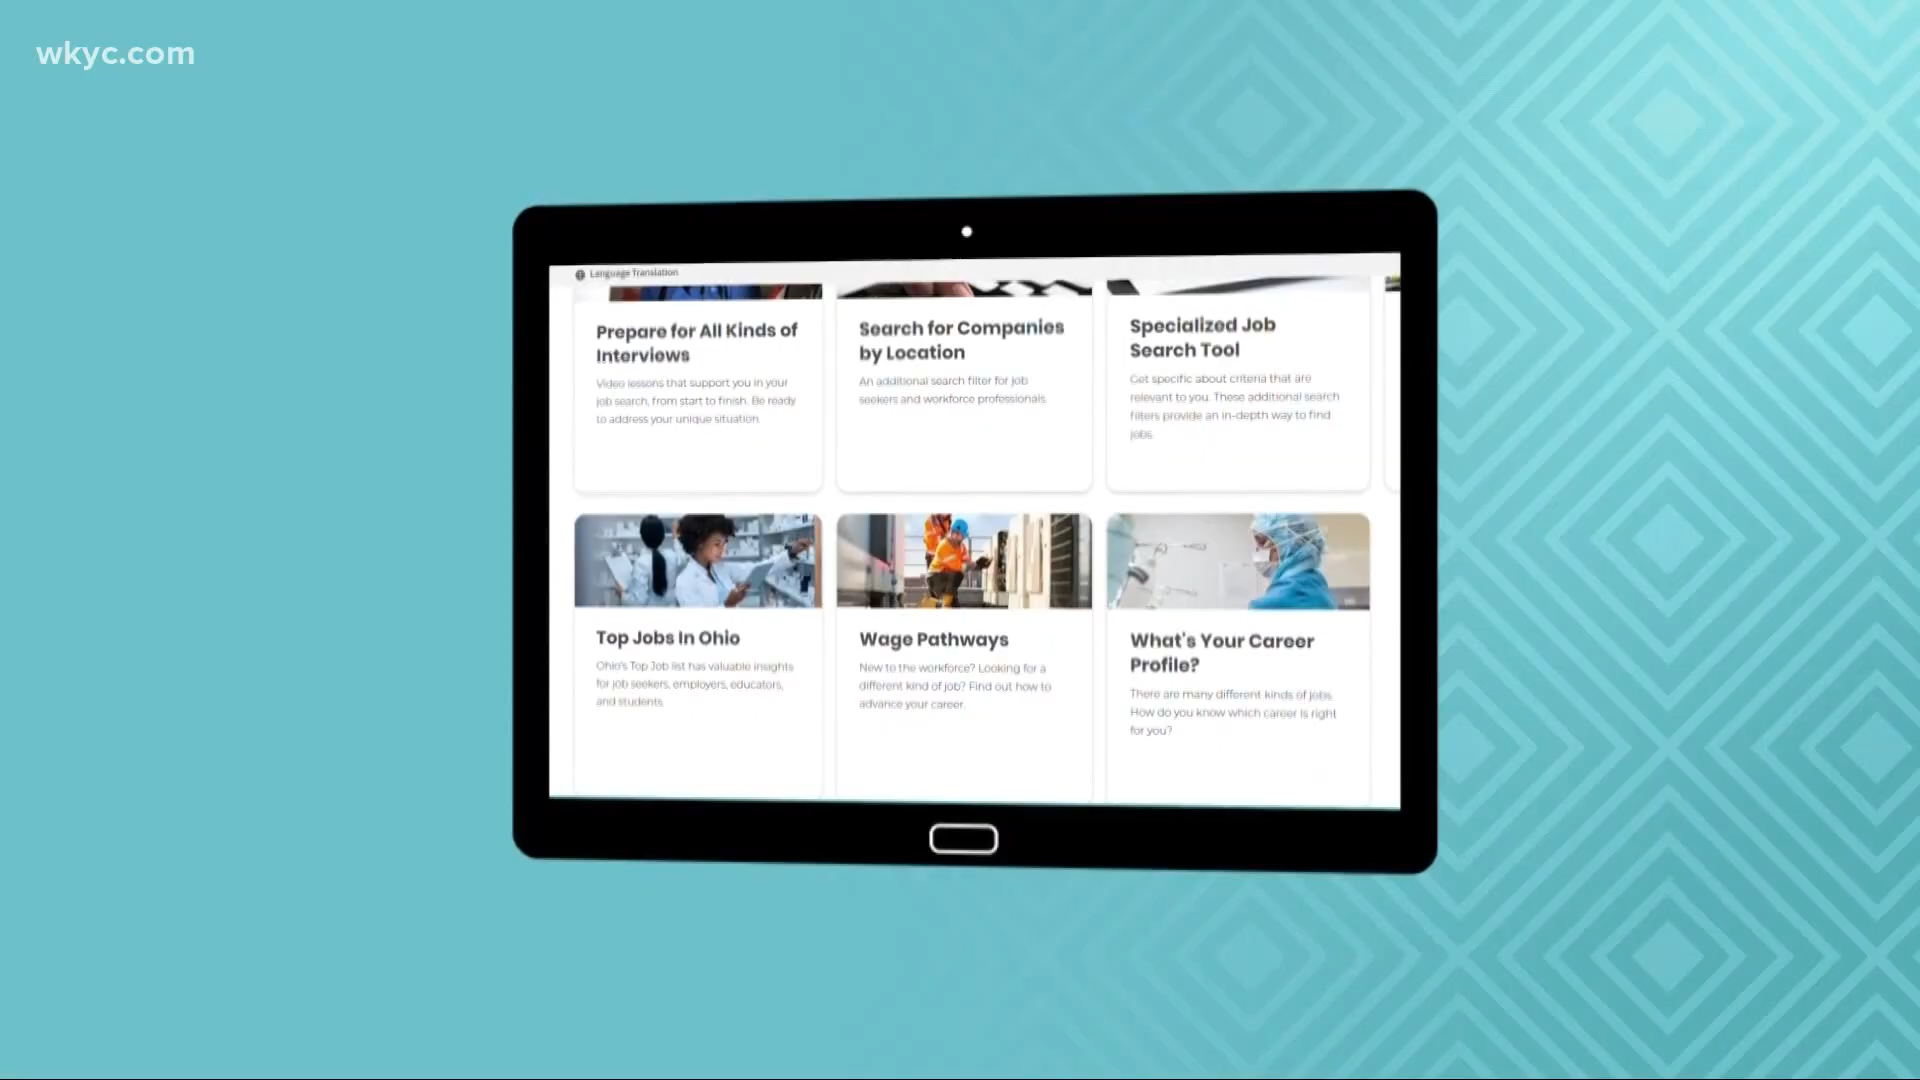 wkyc.com
Language Translation
Prepare for All Kinds of
Interviews
Video lessons that support you in your
job search, from start to finish. Be ready
to address your unique situation.
Search for Companies
by Location
An additional search filter for job
seekers and workforce professionals.
Specialized Job
Search Tool
Get specific about criteria that are
relevant to you. These additional search
filters provide an in-depth way to find
jobs.
Top Jobs In Ohio
Ohio's Top Job list has valuable insights
for job seekers, employers, educators,
and students.
Wage Pathways
New to the workforce? Looking for a
different kind of job? Find out how to
advance your career.
What's Your Career
Profile?
There are many different kinds of jobs.
How do you know which career is right
for you?